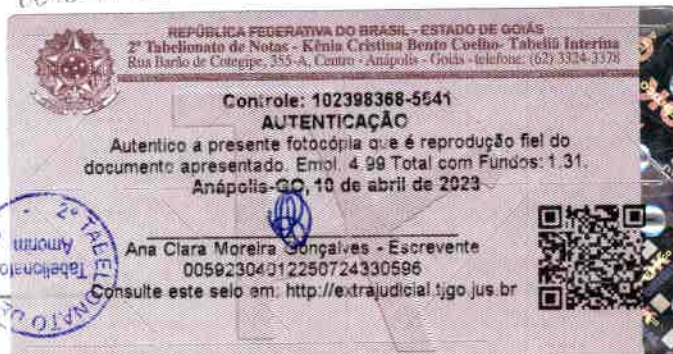 REPÚBLICA FEDERATIVA DO BRASIL - ESTADO DE GOIÁS
2º Tabelionato de Notas - Kênia Cristina Bento Coelho- Tabeliã Interina
Rua Barão de Cotegipe, 355-A, Centro - Anápolis - Goiás - telefone: (62) 3324-3378
Controle: 102398368-5541
AUTENTICAÇÃO
Autentico a presente fotocópia que é reprodução fiel do
documento apresentado. Emol. 4.99 Total com Fundos: 1.31.
Anápolis-GO, 10 de abril de 2023
Ana Clara Moreira Gonçalves - Escrevente
00592304012250724330596
Consulte este selo em: http://extrajudicial.tjgo.jus.br
2º TABELIONATO DE
Tabelionato
Amorim